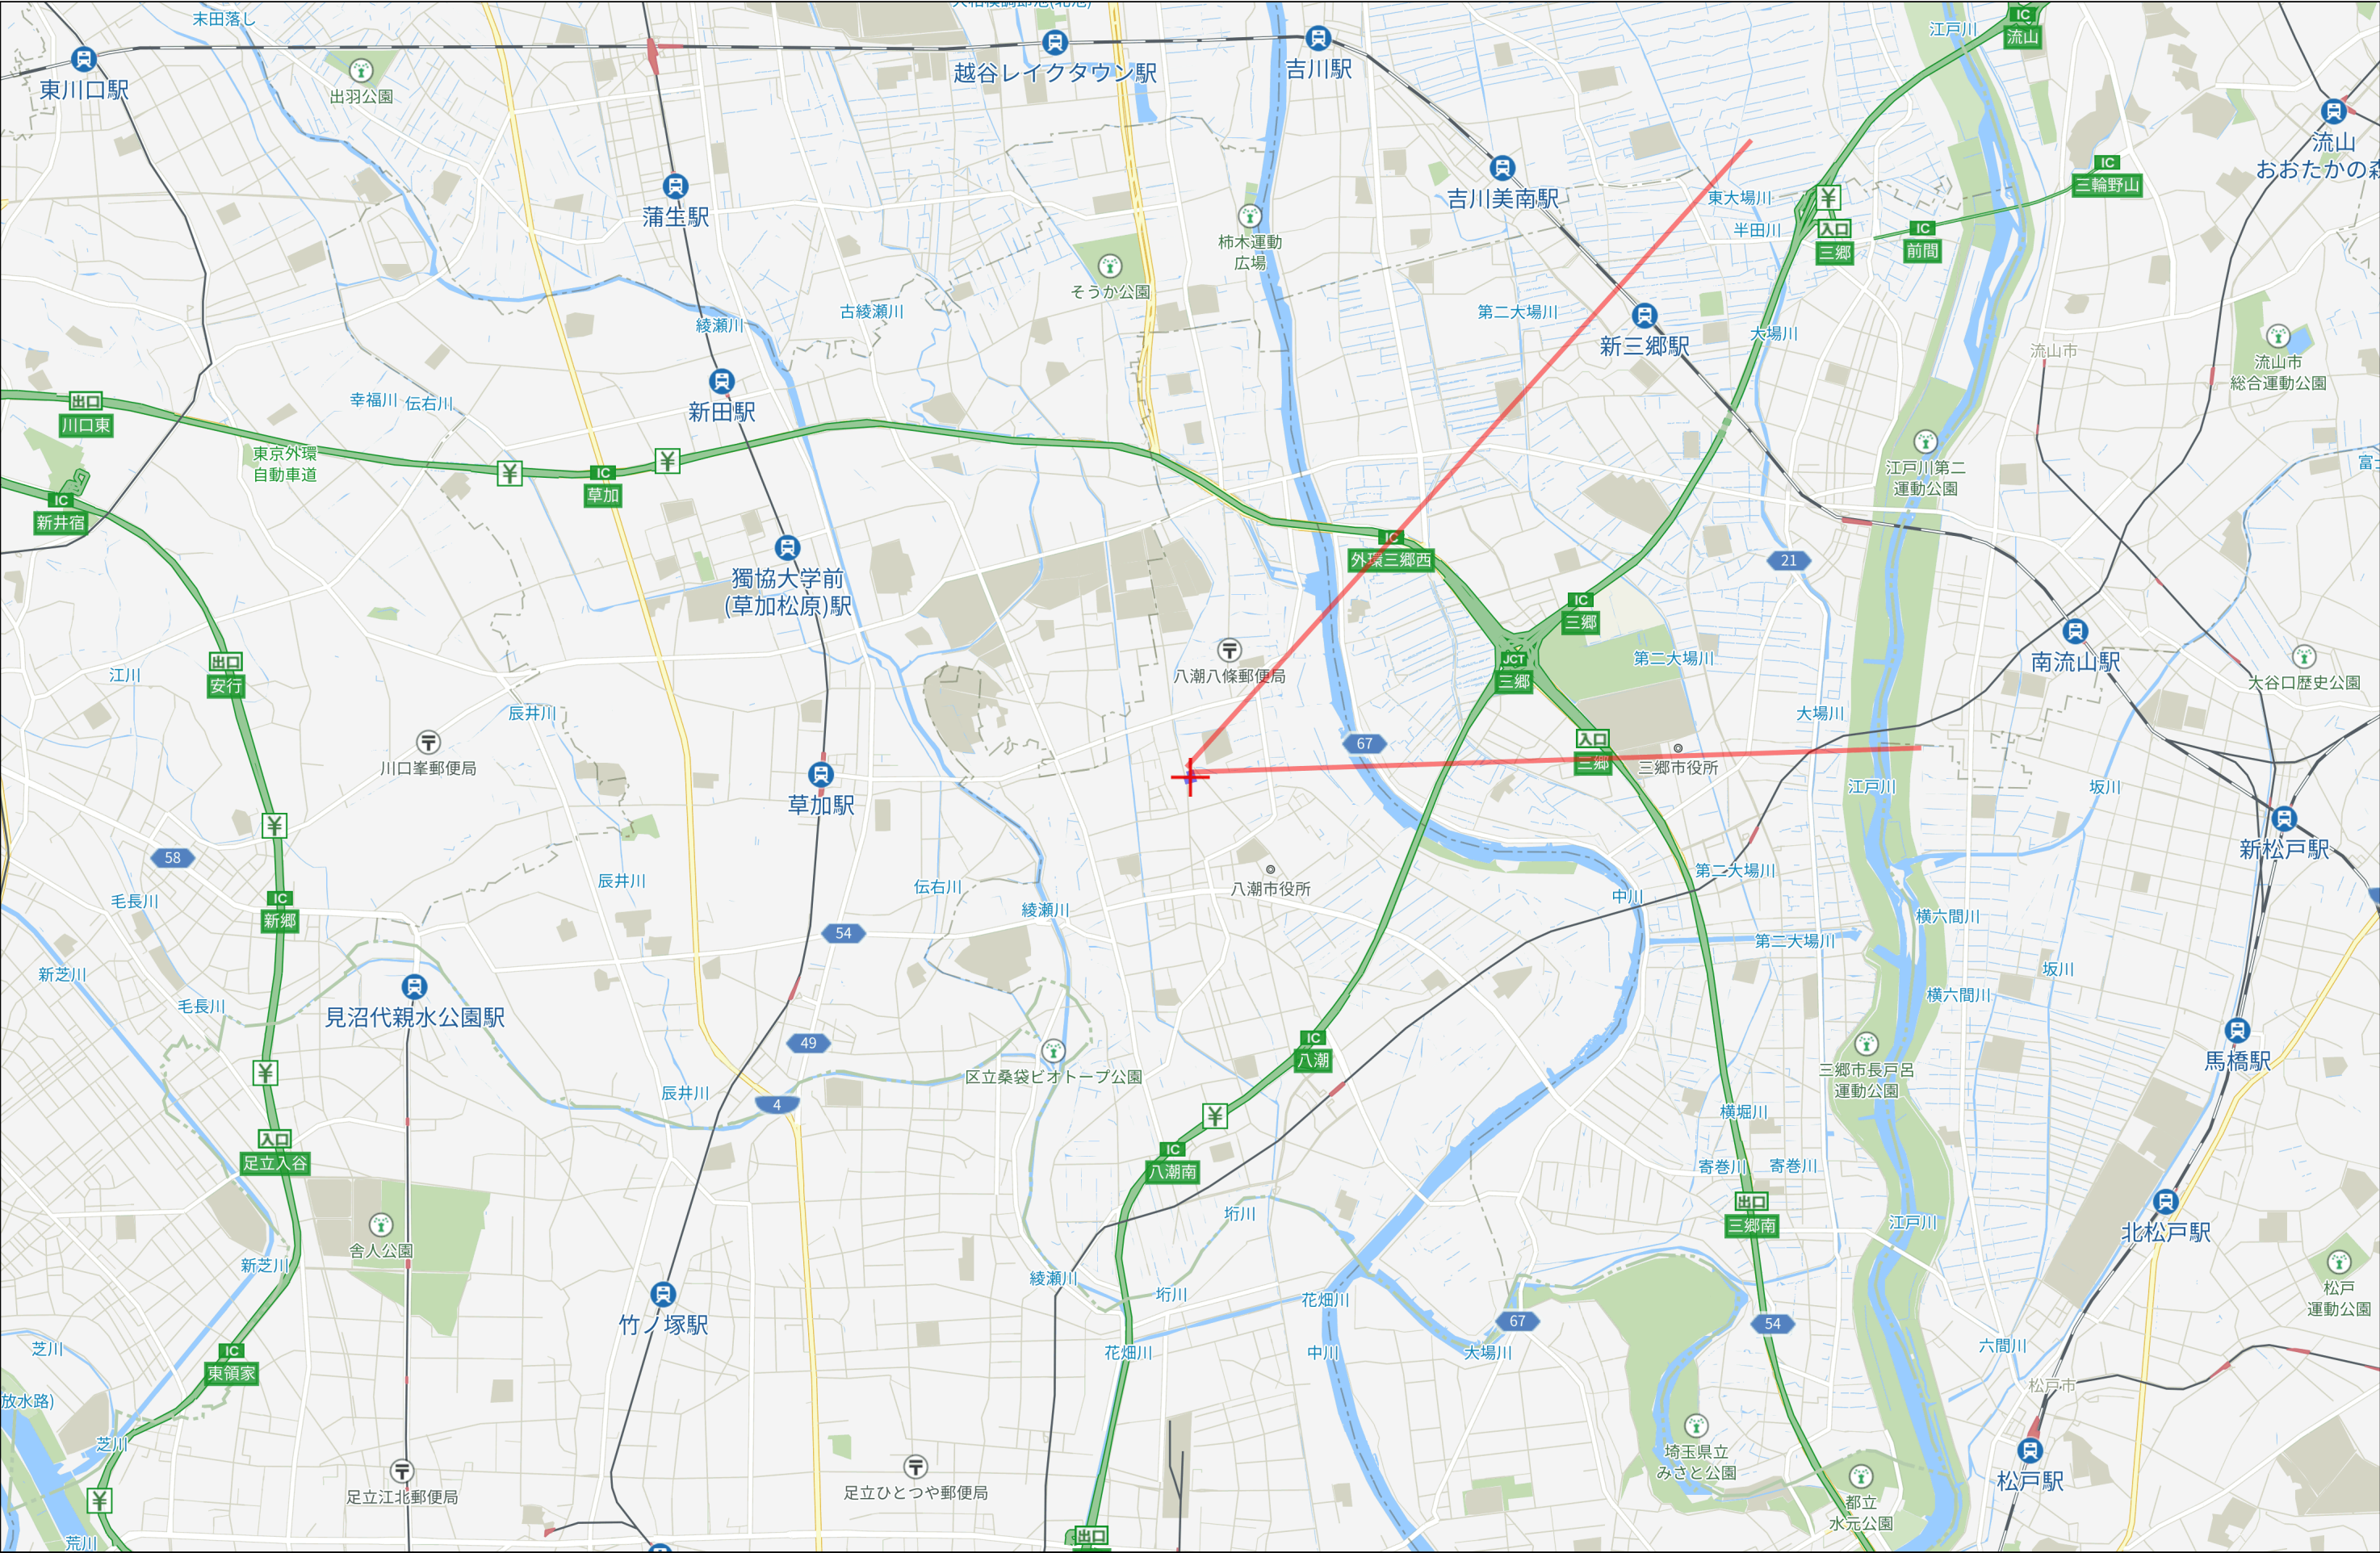 末田落し
大相模調節池(北池)
東川口駅
出羽公園
越谷レイクタウン駅
吉川駅
江戸川
IC
流山
流山
おおたかの森
IC
三輪野山
蒲生駅
柿木運動
広場
吉川美南駅
東大場川
半田川
¥
入口
三郷
IC
前間
そうか公園
綾瀬川
古綾瀬川
第二大場川
新三郷駅
大場川
流山市
流山市
総合運動公園
出口
川口東
幸福川
伝右川
新田駅
東京外環
自動車道
¥
IC
草加
¥
江戸川第二
運動公園
IC
新井宿
獨協大学前
(草加松原)駅
IC
外環三郷西
21
IC
三郷
JCT
三郷
第二大場川
南流山駅
大谷口歴史公園
出口
安行
江川
辰井川
八潮八條郵便局
大場川
川口峯郵便局
67
入口
三郷
三郷市役所
草加駅
江戸川
坂川
¥
58
新松戸駅
毛長川
IC
新郷
辰井川
伝右川
八潮市役所
綾瀬川
第二大場川
中川
横六間川
54
第二大場川
新芝川
毛長川
見沼代親水公園駅
坂川
横六間川
49
¥
区立桑袋ビオトープ公園
IC
八潮
三郷市長戸呂
運動公園
馬橋駅
辰井川
4
¥
横堀川
入口
足立入谷
IC
八潮南
寄巻川
寄巻川
出口
三郷南
舎人公園
垳川
江戸川
北松戸駅
新芝川
綾瀬川
垳川
花畑川
松戸
運動公園
竹ノ塚駅
67
54
芝川
IC
東領家
花畑川
中川
大場川
六間川
松戸市
放水路)
芝川
埼玉県立
みさと公園
松戸駅
¥
足立江北郵便局
足立ひとつや郵便局
都立
水元公園
荒川
出口